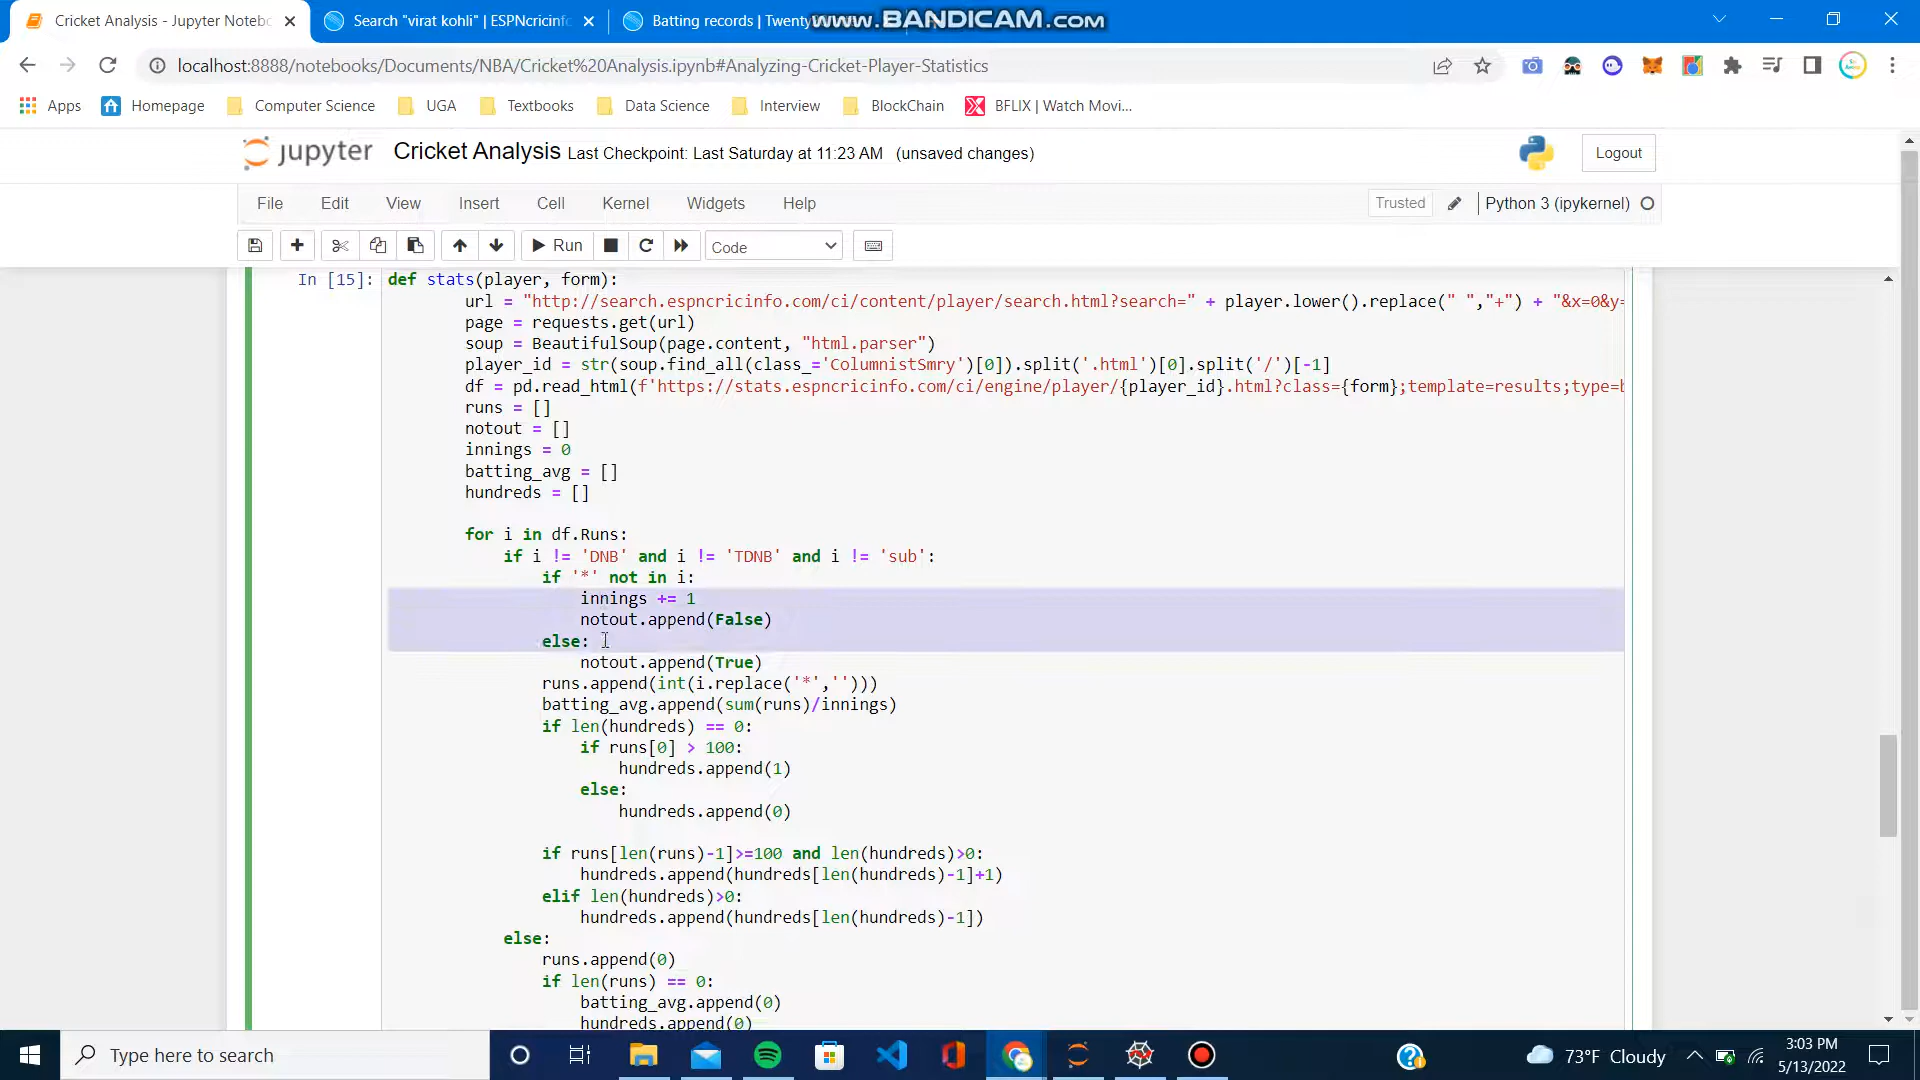 Cricket Analysis - Jupyter Noteb
Search "virat kohli" | ESPNcricinfo
Batting records | Twenty
www.BANDICAM.com
localhost:8888/notebooks/Documents/NBA/Cricket%20Analysis.ipynb#Analyzing-Cricket-Player-Statistics
Apps Homepage Computer Science UGA Textbooks Data Science Interview BlockChain BFLIX | Watch Movi...
jupyter Cricket Analysis Last Checkpoint: Last Saturday at 11:23 AM (unsaved changes)
Logout
File Edit View Insert Cell Kernel Widgets Help
Trusted Python 3 (ipykernel)
Run Code
In [15]: def stats(player, form):
url = "http://search.espncricinfo.com/ci/content/player/search.html?search=" + player.lower().replace(" ","+") + "&x=0&y=
page = requests.get(url)
soup = BeautifulSoup(page.content, "html.parser")
player_id = str(soup.find_all(class_='ColumnistSmry')[0]).split('.html')[0].split('/')[-1]
df = pd.read_html(f'https://stats.espncricinfo.com/ci/engine/player/{player_id}.html?class={form};template=results;type=b
runs = []
notout = []
innings = 0
batting_avg = []
hundreds = []
for i in df.Runs:
if i != 'DNB' and i != 'TDNB' and i != 'sub':
if '*' not in i:
innings += 1
notout.append(False)
else:
notout.append(True)
runs.append(int(i.replace('*','')))
batting_avg.append(sum(runs)/innings)
if len(hundreds) == 0:
if runs[0] > 100:
hundreds.append(1)
else:
hundreds.append(0)
if runs[len(runs)-1]>=100 and len(hundreds)>0:
hundreds.append(hundreds[len(hundreds)-1]+1)
elif len(hundreds)>0:
hundreds.append(hundreds[len(hundreds)-1])
else:
runs.append(0)
if len(runs) == 0:
batting_avg.append(0)
hundreds.append(0)
Type here to search
73°F Cloudy
3:03 PM
5/13/2022